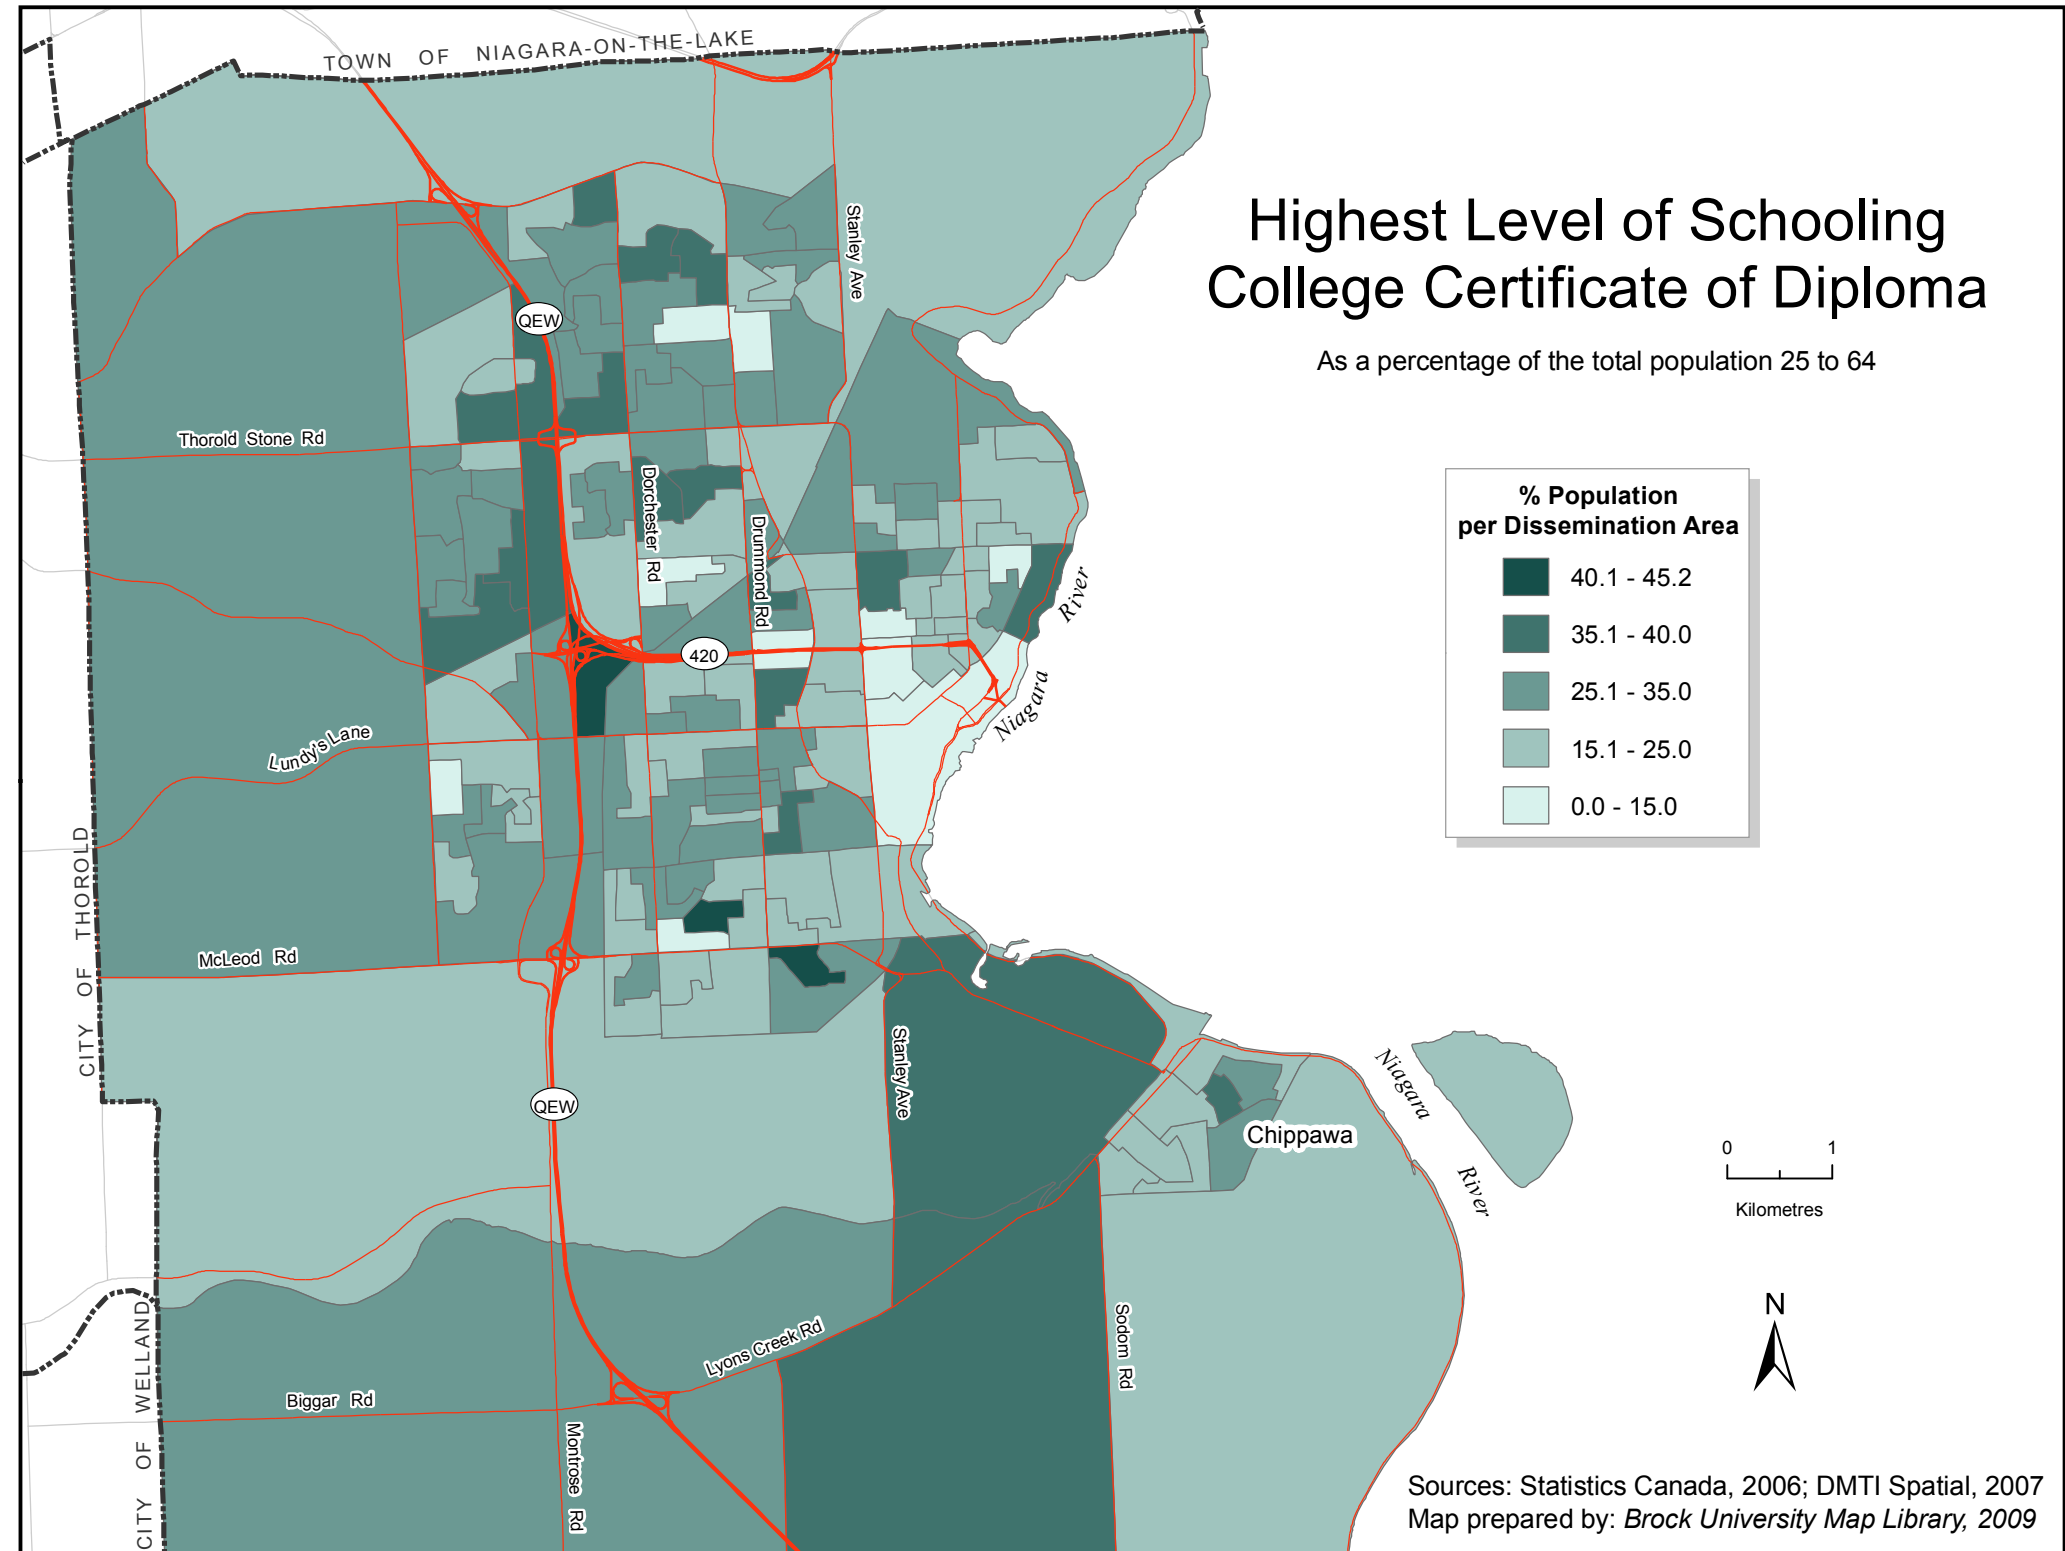 TOWN OF NIAGARA-ON-THE-LAKE
Highest Level of Schooling
College Certificate of Diploma
As a percentage of the total population 25 to 64
Stanley Ave
QEW
Thorold Stone Rd
Dorchester Rd
Drummond Rd
% Population
per Dissemination Area
40.1 - 45.2
35.1 - 40.0
25.1 - 35.0
15.1 - 25.0
0.0 - 15.0
420
Niagara River
Lundy's Lane
CITY OF THOROLD
McLeod Rd
Stanley Ave
QEW
Niagara River
Chippawa
0 1
Kilometres
N
CITY OF WELLAND
Lyons Creek Rd
Sodom Rd
Biggar Rd
Montrose Rd
Sources: Statistics Canada, 2006; DMTI Spatial, 2007
Map prepared by: Brock University Map Library, 2009